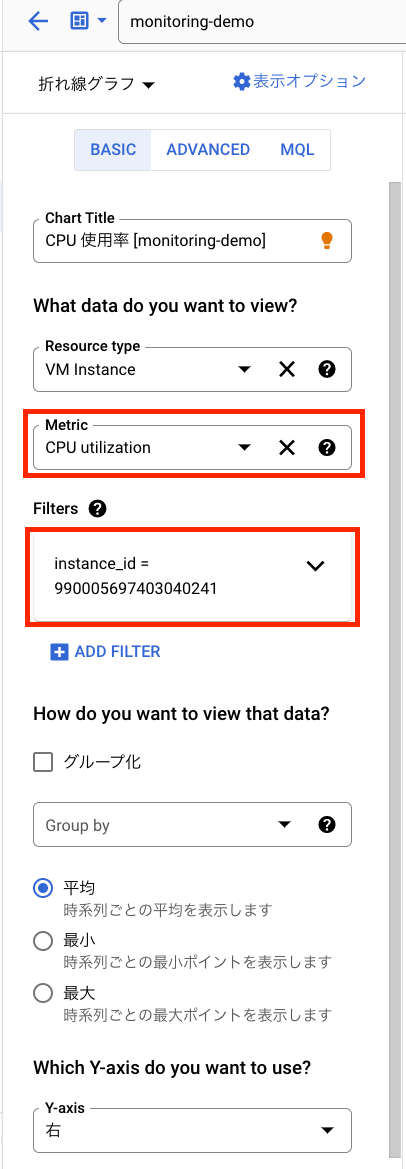 monitoring-demo
折れ線グラフ
表示オプション
BASIC ADVANCED MQL
Chart Title
CPU 使用率 [monitoring-demo]
What data do you want to view?
Resource type
VM Instance
Metric
CPU utilization
Filters
instance_id =
990005697403040241
ADD FILTER
How do you want to view that data?
グループ化
Group by
平均
時系列ごとの平均を表示します
最小
時系列ごとの最小ポイントを表示します
最大
時系列ごとの最大ポイントを表示します
Which Y-axis do you want to use?
Y-axis
右